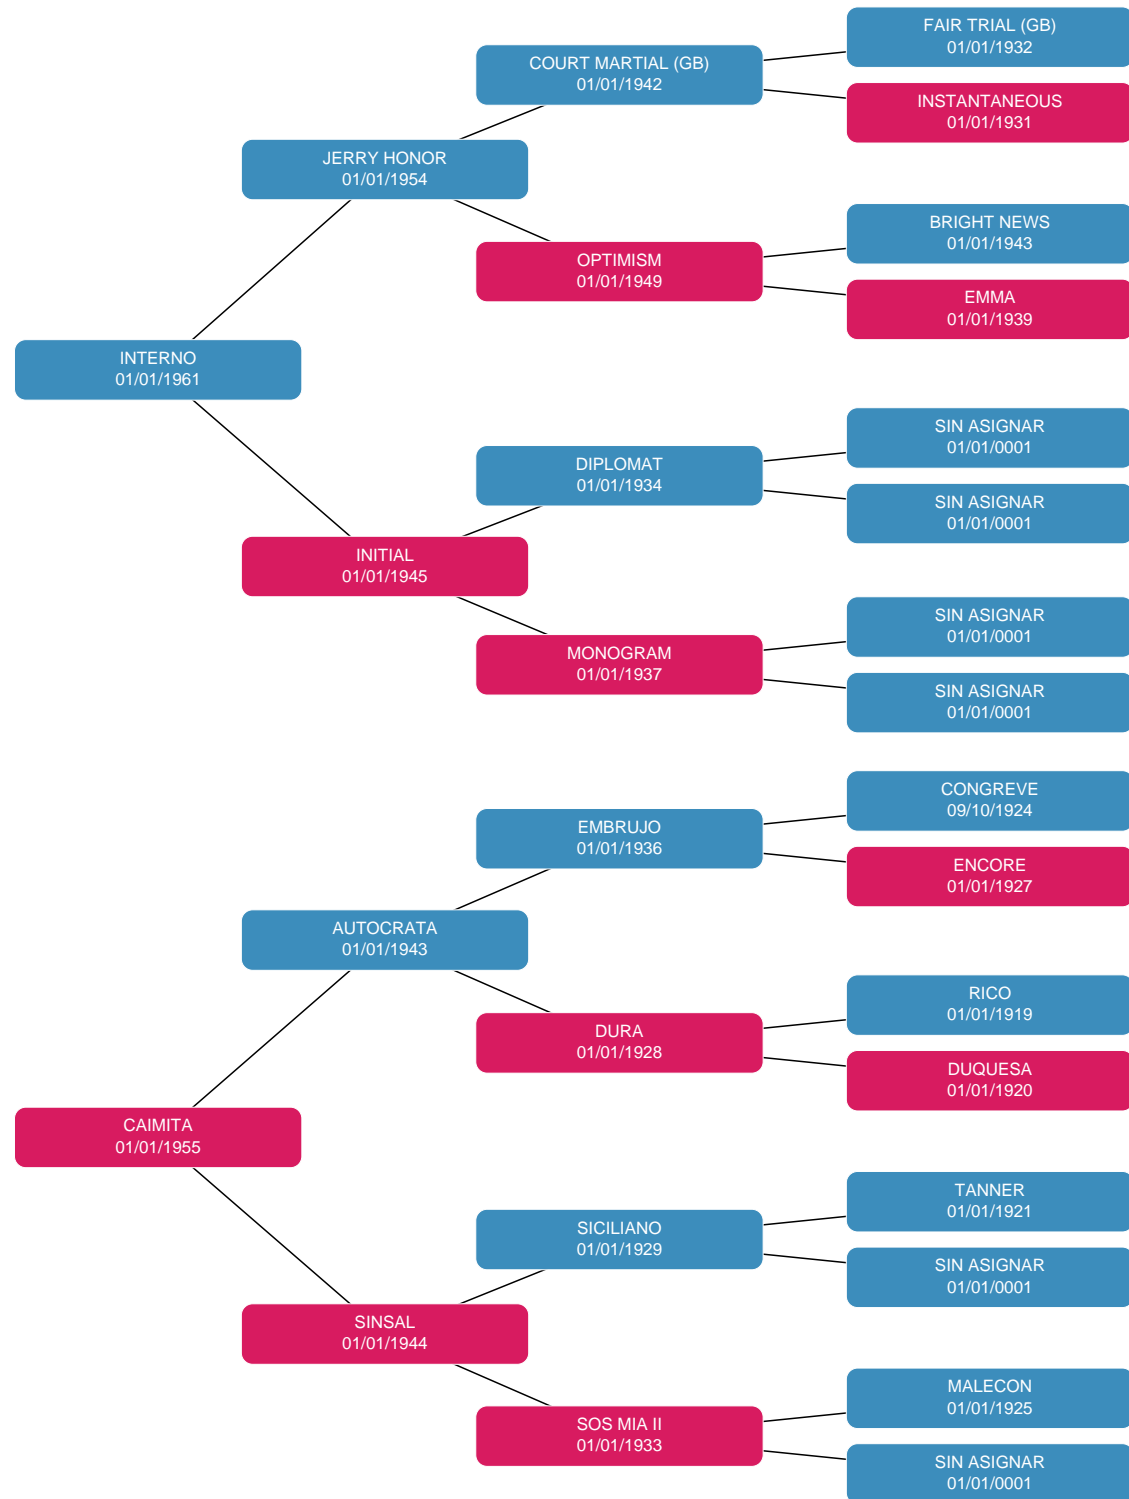 FAIR TRIAL (GB)
01/01/1932
COURT MARTIAL (GB)
01/01/1942
INSTANTANEOUS
01/01/1931
JERRY HONOR
01/01/1954
BRIGHT NEWS
01/01/1943
OPTIMISM
01/01/1949
EMMA
01/01/1939
INTERNO
01/01/1961
SIN ASIGNAR
01/01/0001
DIPLOMAT
01/01/1934
SIN ASIGNAR
01/01/0001
INITIAL
01/01/1945
SIN ASIGNAR
01/01/0001
MONOGRAM
01/01/1937
SIN ASIGNAR
01/01/0001
CONGREVE
09/10/1924
EMBRUJO
01/01/1936
ENCORE
01/01/1927
AUTOCRATA
01/01/1943
RICO
01/01/1919
DURA
01/01/1928
DUQUESA
01/01/1920
CAIMITA
01/01/1955
TANNER
01/01/1921
SICILIANO
01/01/1929
SIN ASIGNAR
01/01/0001
SINSAL
01/01/1944
MALECON
01/01/1925
SOS MIA II
01/01/1933
SIN ASIGNAR
01/01/0001